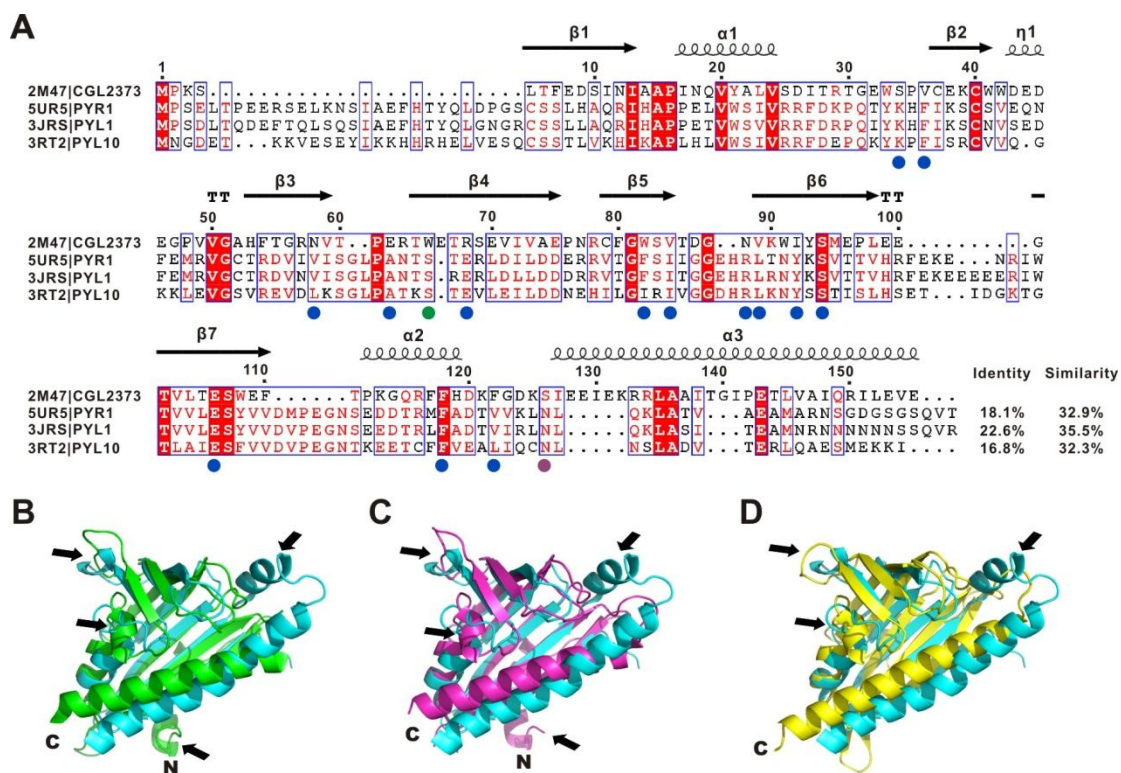 A
β1 α1 β2 η1
1 10 20 30 40
2M47|CGL2373 MPKS.........................LTFEDSINIAAPINQVYALVSDITRTGEWSPVCEKCWWDED
5UR5|PYR1 MPSELTPEERSELKNSIAEFHTYQLDPGSCSSLHAQRIHAPPETVWSIVRRFDRPQTYKHFIKSCNVEQN
3JRS|PYL1 MPSDLTQDEFTQLSQSIAEFHTYQLGNGRCSSLLAQRIHAPPETVWSVVRRFDRPQIYKHFIKSCNVSED
3RT2|PYL10 MNGDET...KKVESEYIKKHHRHELVESQCSSTLVKHIKAPLHLVWSIVRRFDEPQKYKPFISRCVVQ.G
TT β3 β4 β5 β6 TT
50 60 70 80 90 100
2M47|CGL2373 EGPVVGAHFTGRNVT..PERTWETRSEVIVAEPNRCFGWSVTDG..NVKWIYSMEPLEE..........G
5UR5|PYR1 FEMRVGCTRDVIVISGLPANTS.TERLDILDDERRVTGFSIIGGEHRLTNYKSVTTVHRFEKE...NRIW
3JRS|PYL1 FEMRVGCTRDVNVISGLPANTS.RERLDLLDDDRRVTGFSITGGEHRLRNYKSVTTVHRFEKEEEEERIW
3RT2|PYL10 KKLEVGSVREVDLKSGLPATKS.TEVLEILDDNEHILGIRIVGGDHRLKNYSSTISLHSET...IDGKTG
β7 α2 α3
110 120 130 140 150
Identity Similarity
2M47|CGL2373 TVLTESWEF......TPKGQRFFHDKFGDKSIEEIEKRRLAAITGIPETLVAIQRILEVE...
5UR5|PYR1 TVVLESYVVDMPEGNSEDDTRMFADTVVKLNL.....QKLATV...AEAMARNSGDGSGSQVT 18.1% 32.9%
3JRS|PYL1 TVVLESYVVDVPEGNSEEDTRLFADTVIRLNL.....QKLASI...TEAMNRNNNNNNSSQVR 22.6% 35.5%
3RT2|PYL10 TLAIESFVVDVPEGNTKEETCFFVEALIQCNL.....NSLADV...TERLQAESMEKKI.... 16.8% 32.3%
B C D
C N
C N
C